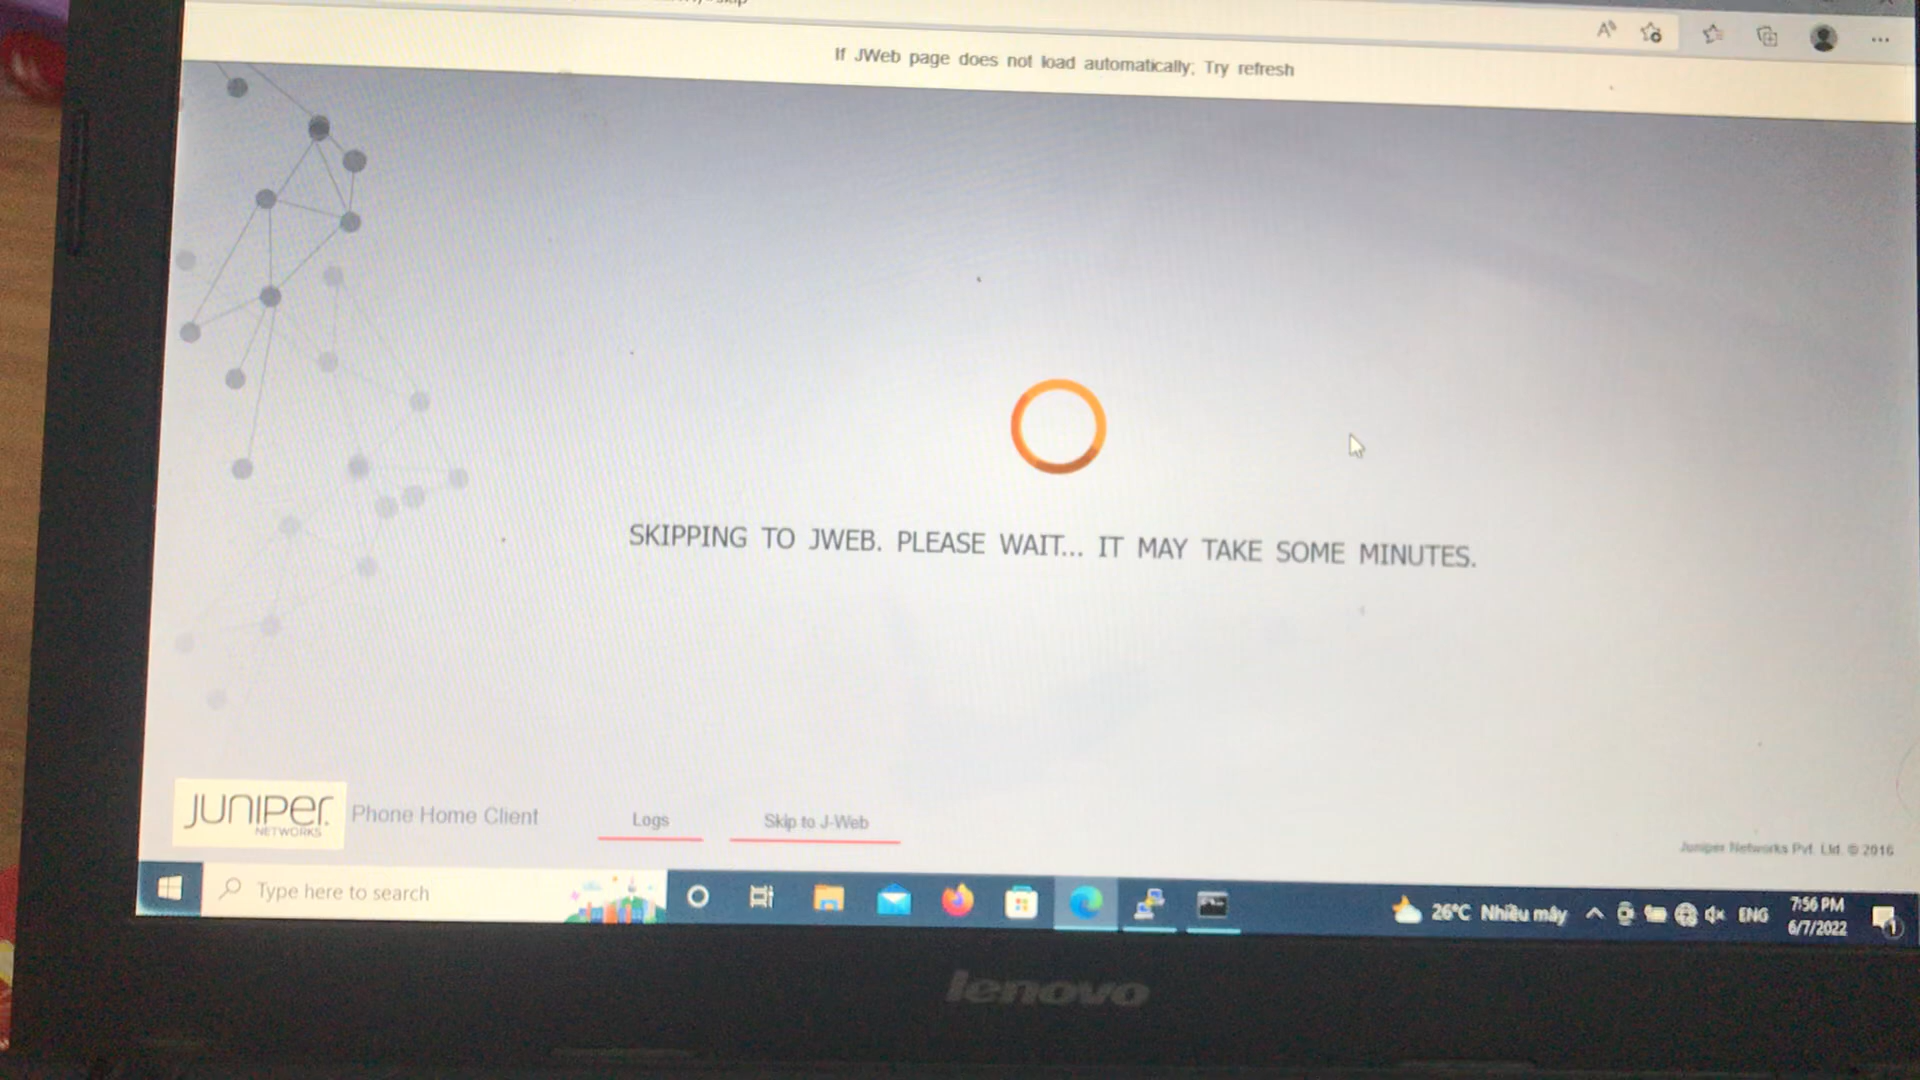 If JWeb page does not load automatically; Try refresh
SKIPPING TO JWEB. PLEASE WAIT... IT MAY TAKE SOME MINUTES.
JUNIPER
NETWORKS
Phone Home Client
Logs
Skip to J-Web
Juniper Networks Pvt. Ltd. © 2016
Type here to search
26°C Nhiều mây
ENG
7:56 PM
6/7/2022
1
lenovo